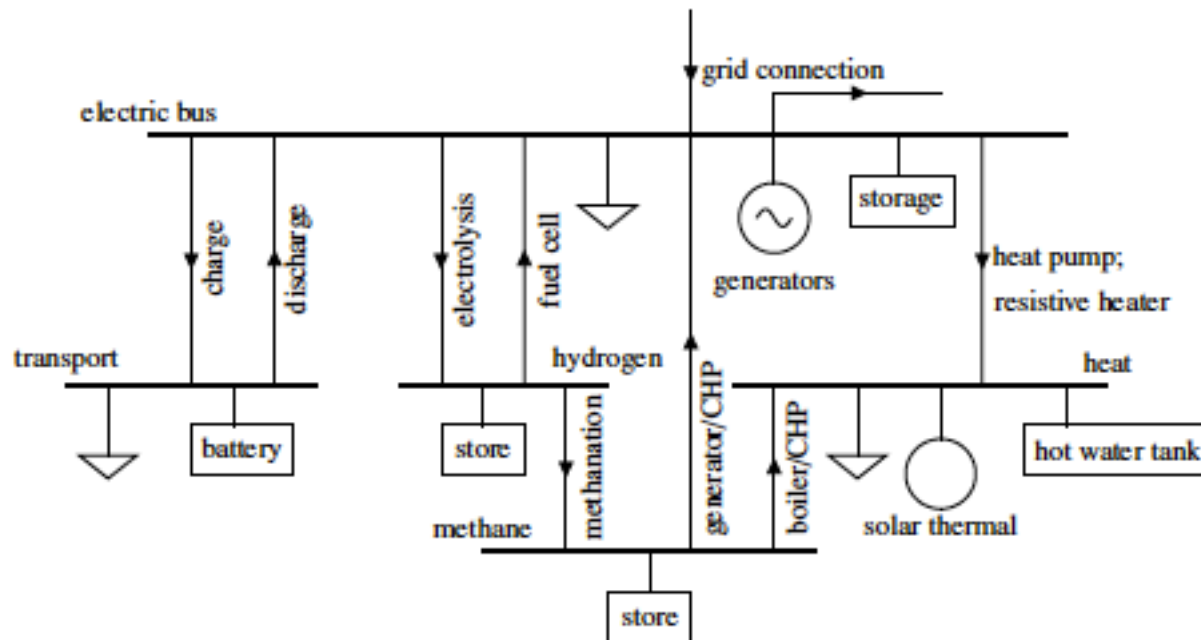 grid connection
electric bus
storage
charge
discharge
electrolysis
fuel cell
generators
heat pump;
resistive heater
transport
hydrogen
heat
battery
store
methanation
generator/CHP
boiler/CHP
hot water tank
solar thermal
methane
store